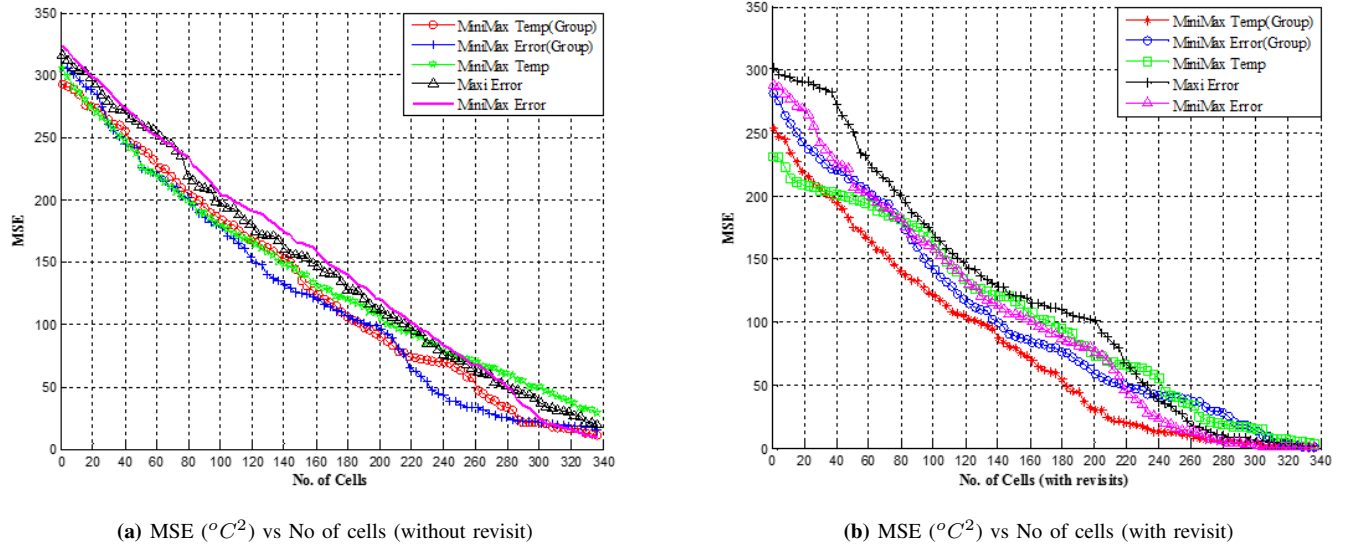 350
300
250
200
150
100
50
0
MSE
0 20 40 60 80 100 120 140 160 180 200 220 240 260 280 300 320 340
No. of Cells
MiniMax Temp(Group)
MiniMax Error(Group)
MiniMax Temp
Maxi Error
MiniMax Error
(a) MSE (°C²) vs No of cells (without revisit)
350
300
250
200
150
100
50
0
MSE
0 20 40 60 80 100 120 140 160 180 200 220 240 260 280 300 320 340
No. of Cells (with revisits)
MiniMax Temp(Group)
MiniMax Error(Group)
MiniMax Temp
Maxi Error
MiniMax Error
(b) MSE (°C²) vs No of cells (with revisit)